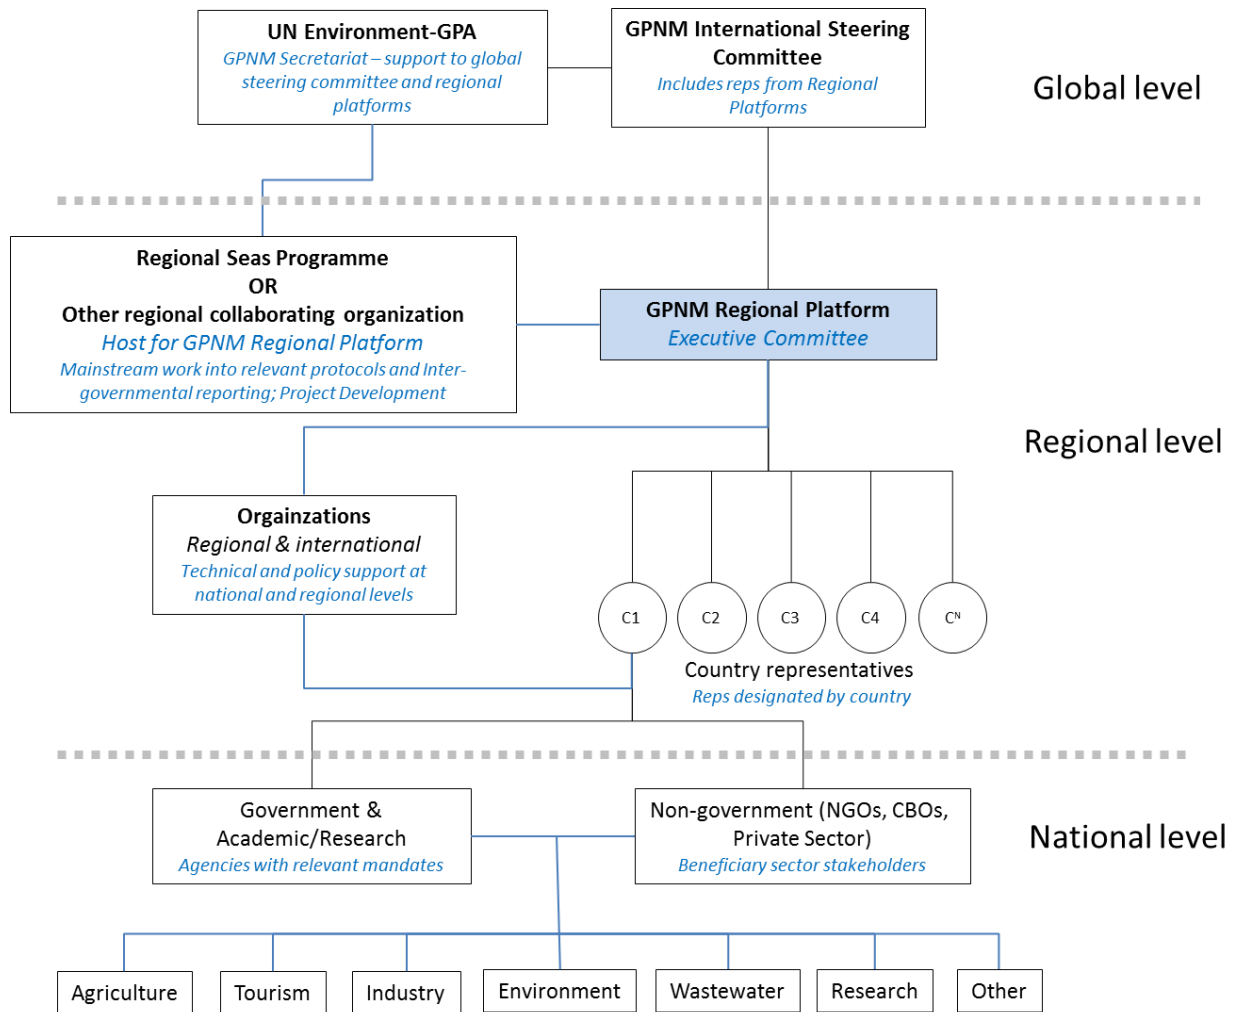 UN Environment-GPA
GPNM Secretariat – support to global
steering committee and regional
platforms
GPNM International Steering
Committee
Includes reps from Regional
Platforms
Global level
Regional Seas Programme
OR
Other regional collaborating organization
Host for GPNM Regional Platform
Mainstream work into relevant protocols and Inter-
governmental reporting; Project Development
GPNM Regional Platform
Executive Committee
Regional level
Orgainzations
Regional & international
Technical and policy support at
national and regional levels
C1
C2
C3
C4
Cᴺ
Country representatives
Reps designated by country
Government &
Academic/Research
Agencies with relevant mandates
Non-government (NGOs, CBOs,
Private Sector)
Beneficiary sector stakeholders
National level
Agriculture
Tourism
Industry
Environment
Wastewater
Research
Other